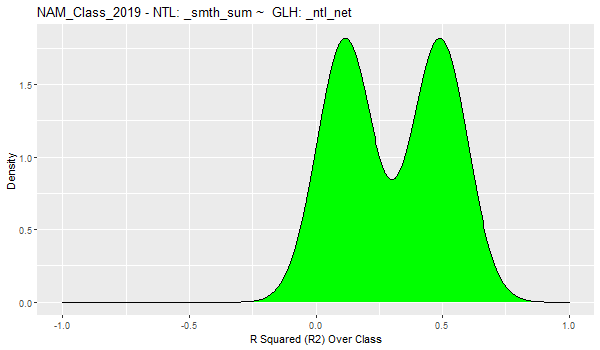 NAM_Class_2019 - NTL: _smth_sum ~  GLH: _ntl_net
Density
1.5
1.0
0.5
0.0
-1.0 -0.5 0.0 0.5 1.0
R Squared (R2) Over Class